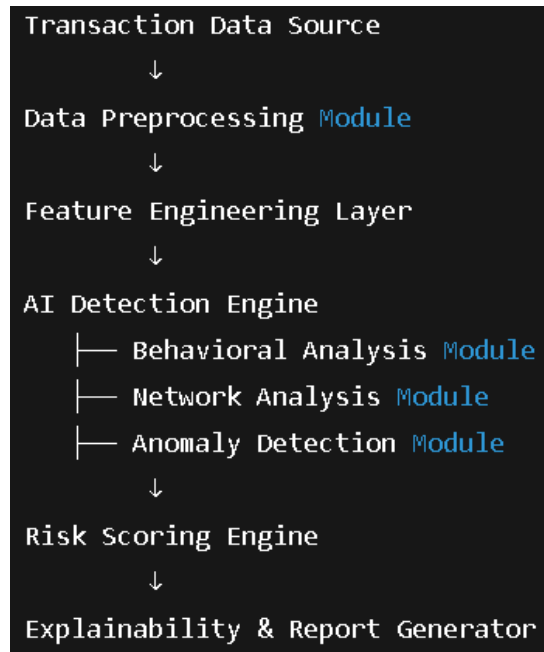 Transaction Data Source
↓
Data Preprocessing Module
↓
Feature Engineering Layer
↓
AI Detection Engine
├── Behavioral Analysis Module
├── Network Analysis Module
├── Anomaly Detection Module
↓
Risk Scoring Engine
↓
Explainability & Report Generator